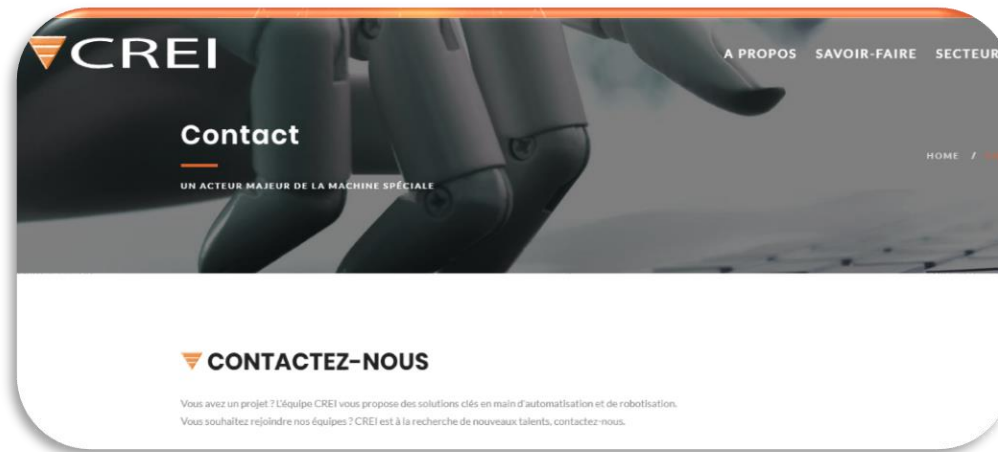 CREI
A PROPOS SAVOIR-FAIRE SECTEUR
Contact
HOME /
UN ACTEUR MAJEUR DE LA MACHINE SPÉCIALE
CONTACTEZ-NOUS
Vous avez un projet ? L'équipe CREI vous propose des solutions clés en main d'automatisation et de robotisation.
Vous souhaitez rejoindre nos équipes ? CREI est à la recherche de nouveaux talents, contactez-nous.